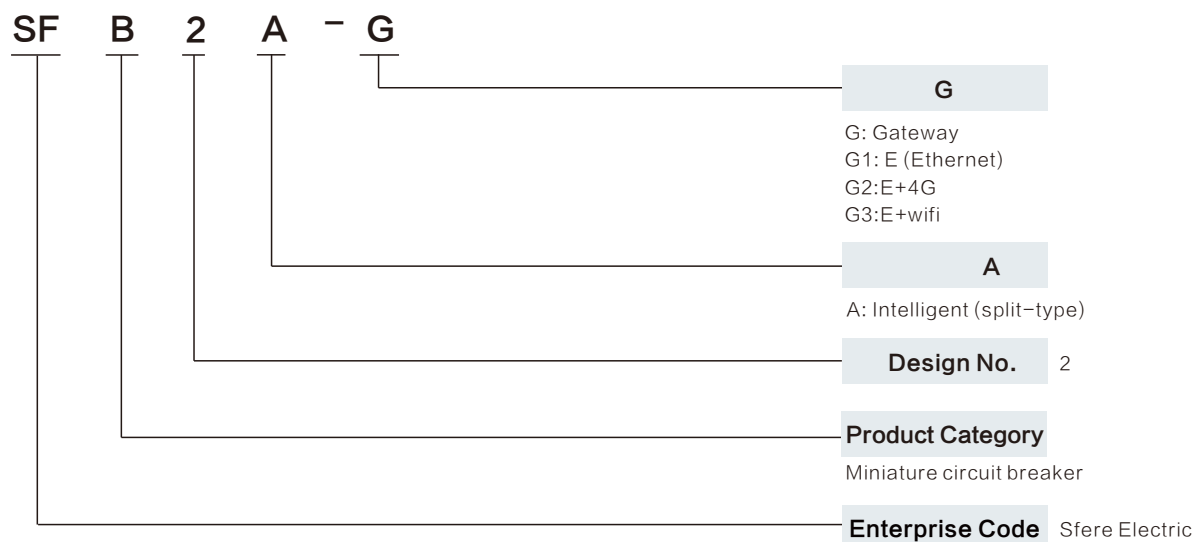 SF B 2 A - G
G
G: Gateway
G1: E (Ethernet)
G2:E+4G
G3:E+wifi
A
A: Intelligent (split-type)
Design No. 2
Product Category
Miniature circuit breaker
Enterprise Code Sfere Electric